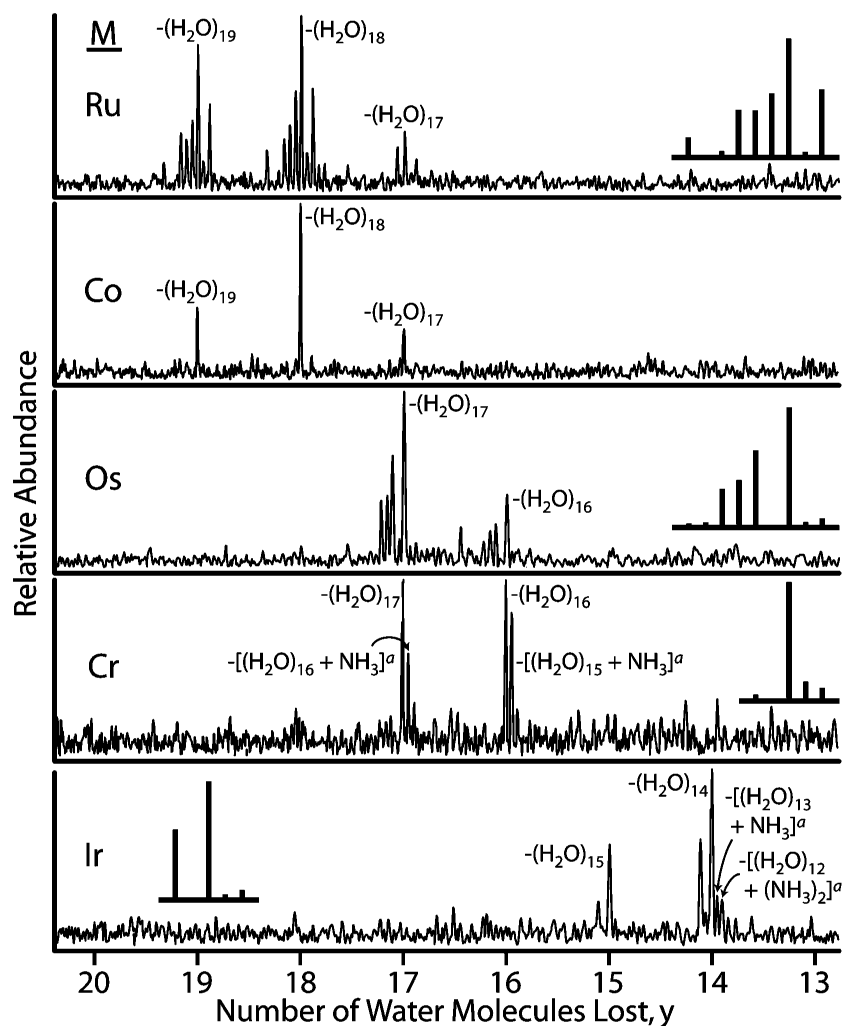 M
-(H₂O)₁₉
-(H₂O)₁₈
Ru
-(H₂O)₁₇
-(H₂O)₁₈
Co
-(H₂O)₁₉
-(H₂O)₁₇
-(H₂O)₁₇
Os
-(H₂O)₁₆
-(H₂O)₁₇
-(H₂O)₁₆
Cr
-[(H₂O)₁₆ + NH₃]ᵃ
-[(H₂O)₁₅ + NH₃]ᵃ
-(H₂O)₁₄
-[(H₂O)₁₃
+ NH₃]ᵃ
Ir
-(H₂O)₁₅
-[(H₂O)₁₂
+ (NH₃)₂]ᵃ
Relative Abundance
20 19 18 17 16 15 14 13
Number of Water Molecules Lost, y